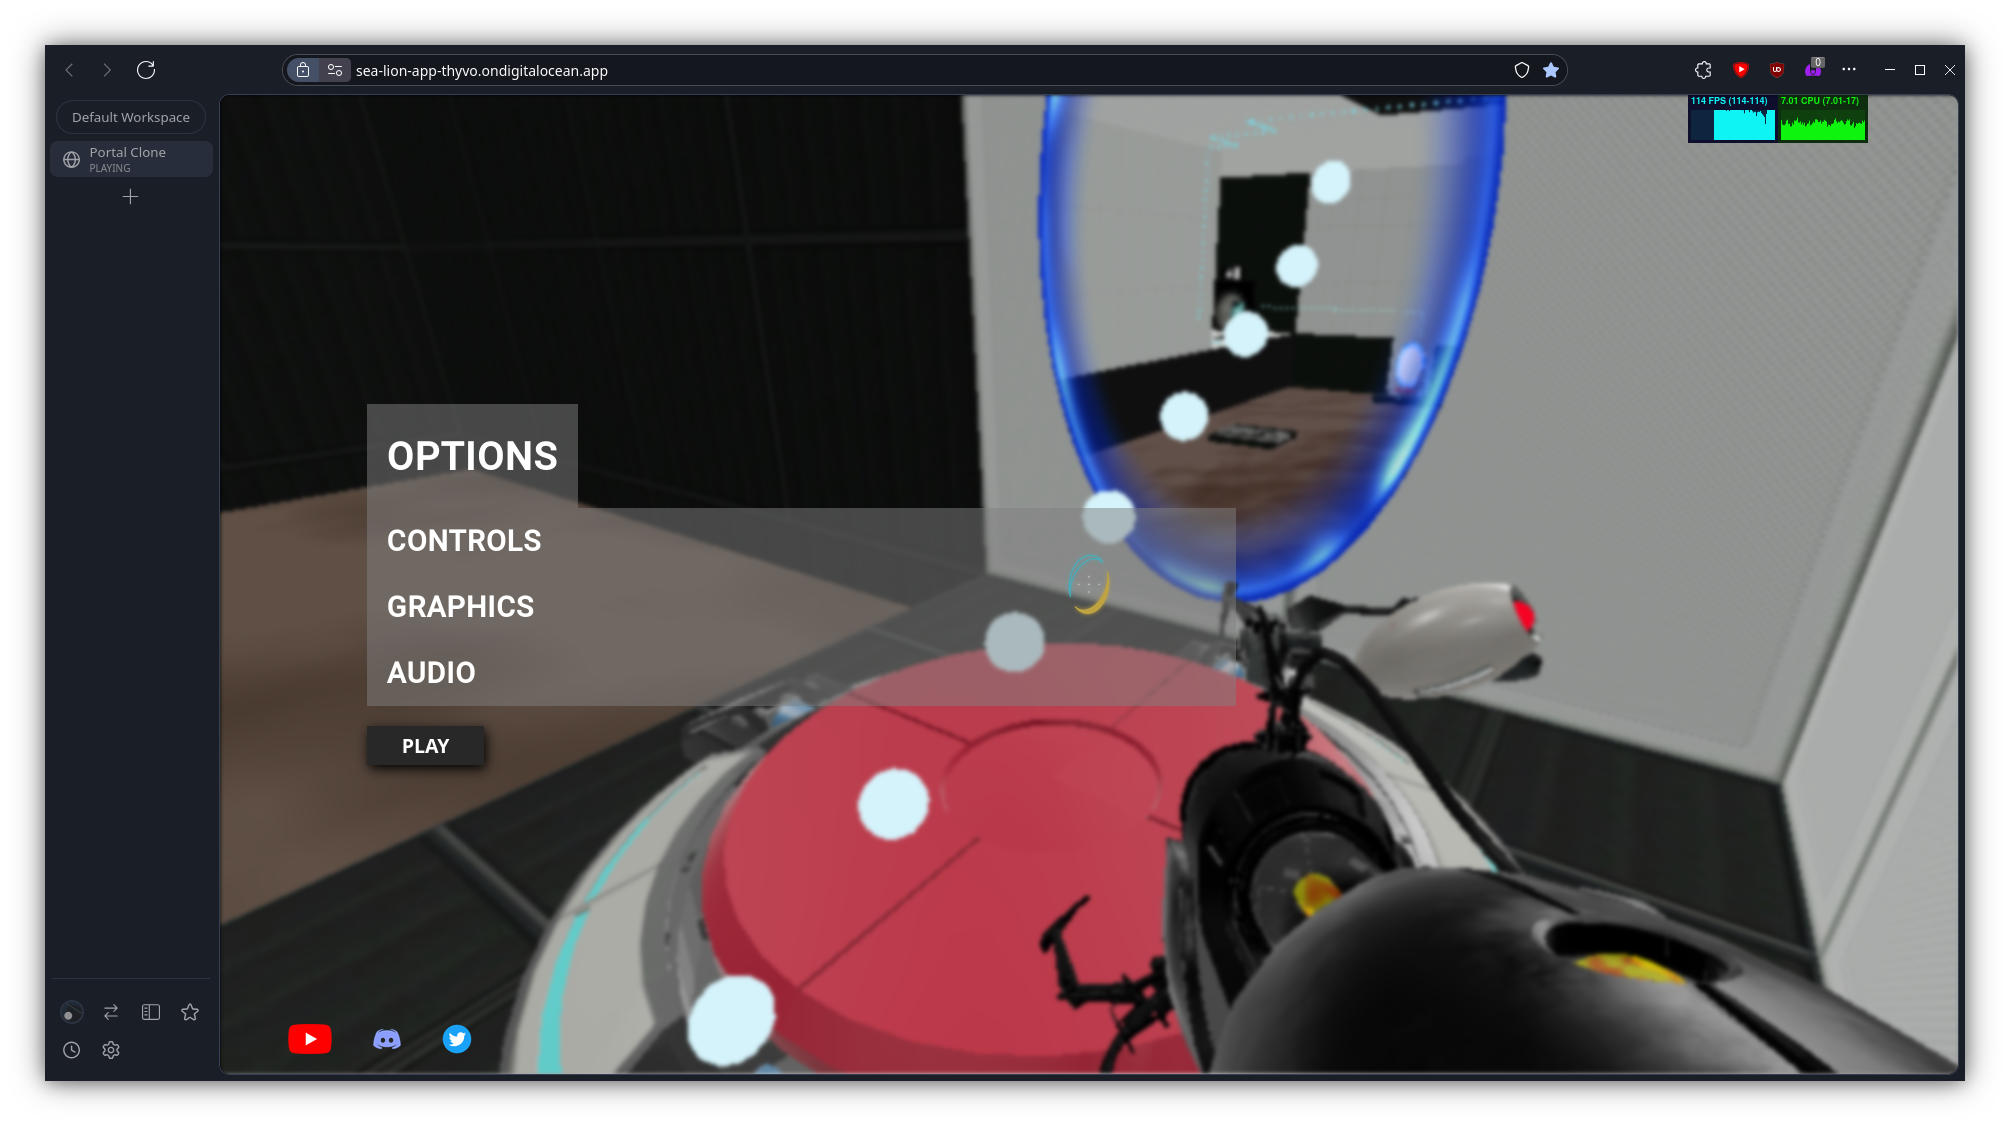 sea-lion-app-thyvo.ondigitalocean.app
0
Default Workspace
Portal Clone
PLAYING
114 FPS (114-114)
7.01 CPU (7.01-17)
OPTIONS
CONTROLS
GRAPHICS
AUDIO
PLAY